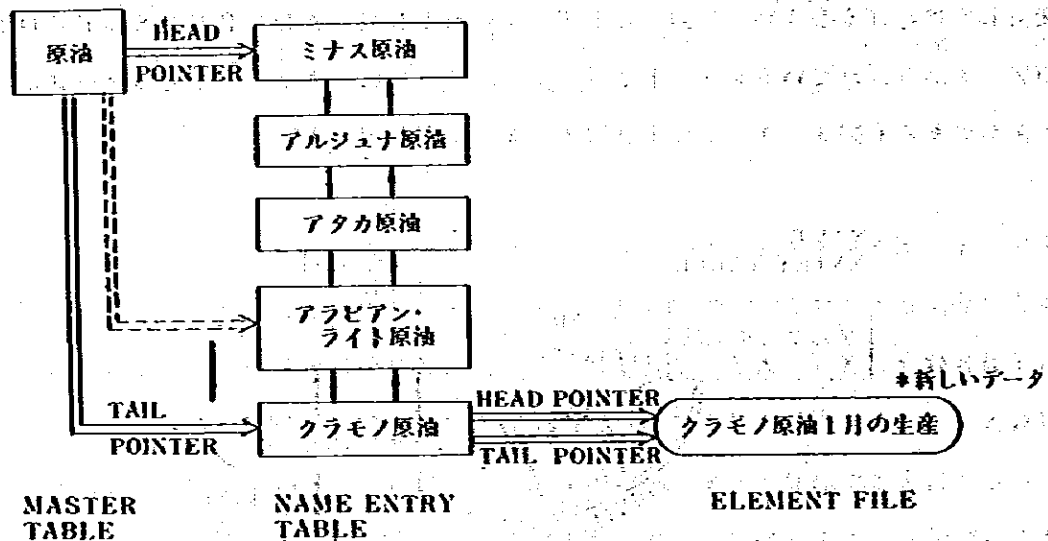 原油
HEAD
POINTER
ミナス原油
アルジュナ原油
アタカ原油
アラビアン・
ライト原油
TAIL
POINTER
クラモノ原油
HEAD POINTER
TAIL POINTER
*新しいデータ
クラモノ原油1月の生産
MASTER
TABLE
NAME ENTRY
TABLE
ELEMENT FILE